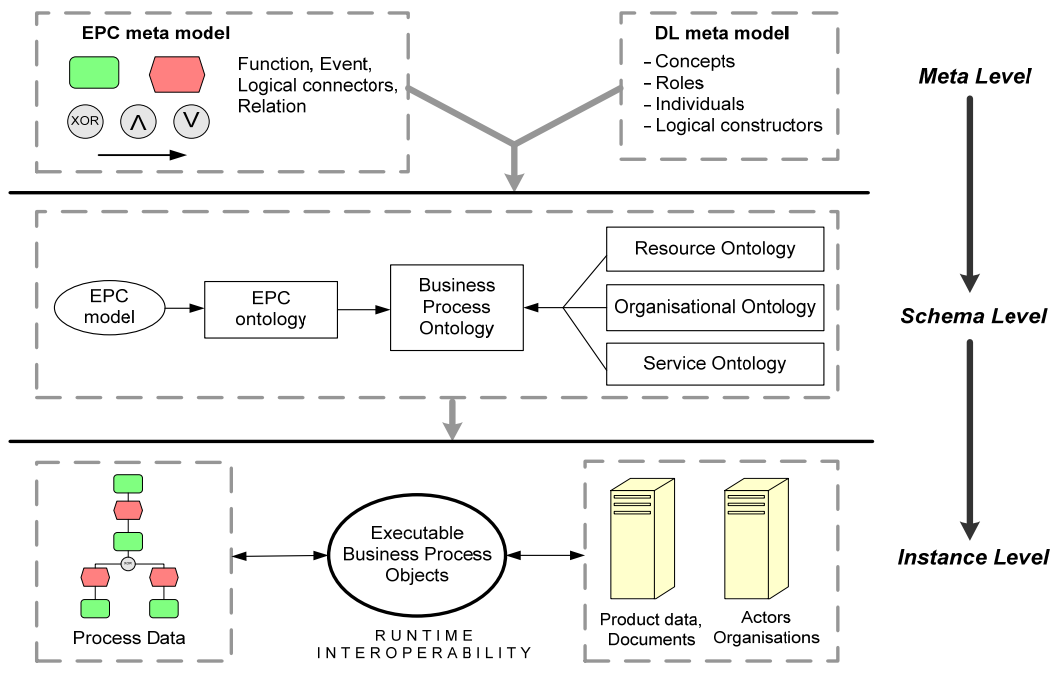 EPC meta model
Function, Event,
Logical connectors,
Relation
XOR
Λ
V
DL meta model
– Concepts
– Roles
– Individuals
– Logical constructors
Meta Level
EPC
model
EPC
ontology
Business
Process
Ontology
Resource Ontology
Organisational Ontology
Service Ontology
Schema Level
XOR
Process Data
Executable
Business Process
Objects
RUNTIME
INTEROPERABILITY
Product data,
Documents
Actors
Organisations
Instance Level